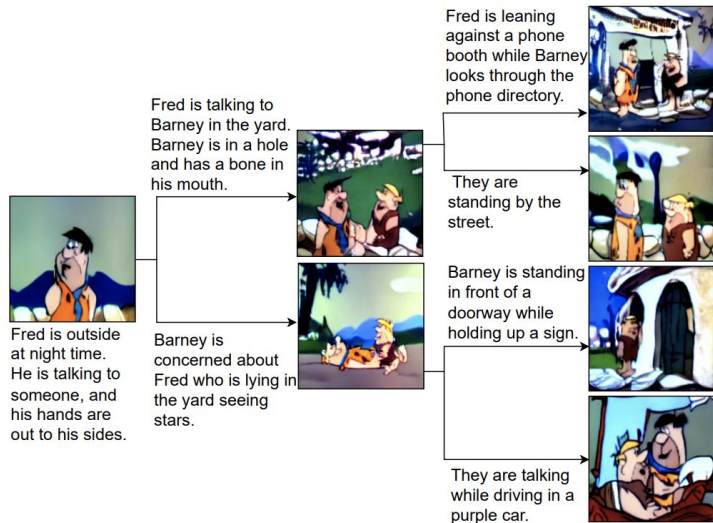 Fred is outside
at night time.
He is talking to
someone, and
his hands are
out to his sides.
Fred is talking to
Barney in the yard.
Barney is in a hole
and has a bone in
his mouth.
Barney is
concerned about
Fred who is lying in
the yard seeing
stars.
Fred is leaning
against a phone
booth while Barney
looks through the
phone directory.
They are
standing by the
street.
Barney is standing
in front of a
doorway while
holding up a sign.
They are talking
while driving in a
purple car.